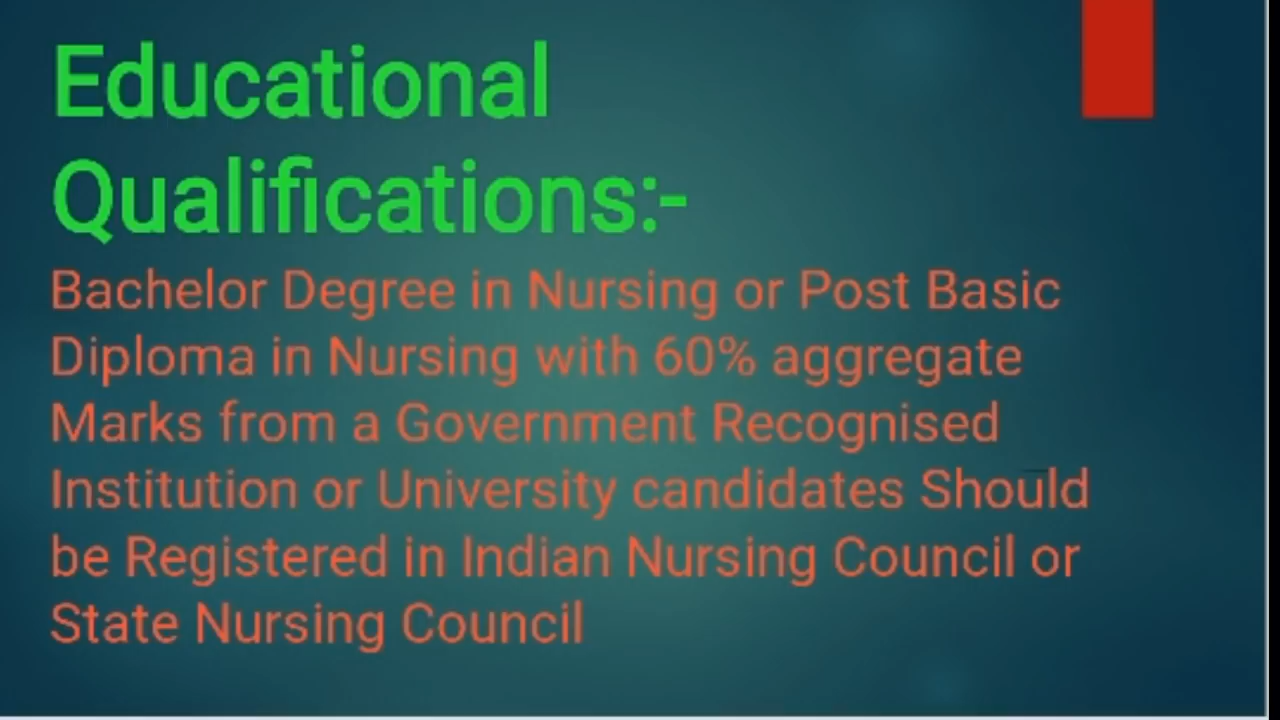 Educational
Qualifications:-
Bachelor Degree in Nursing or Post Basic
Diploma in Nursing with 60% aggregate
Marks from a Government Recognised
Institution or University candidates Should
be Registered in Indian Nursing Council or
State Nursing Council